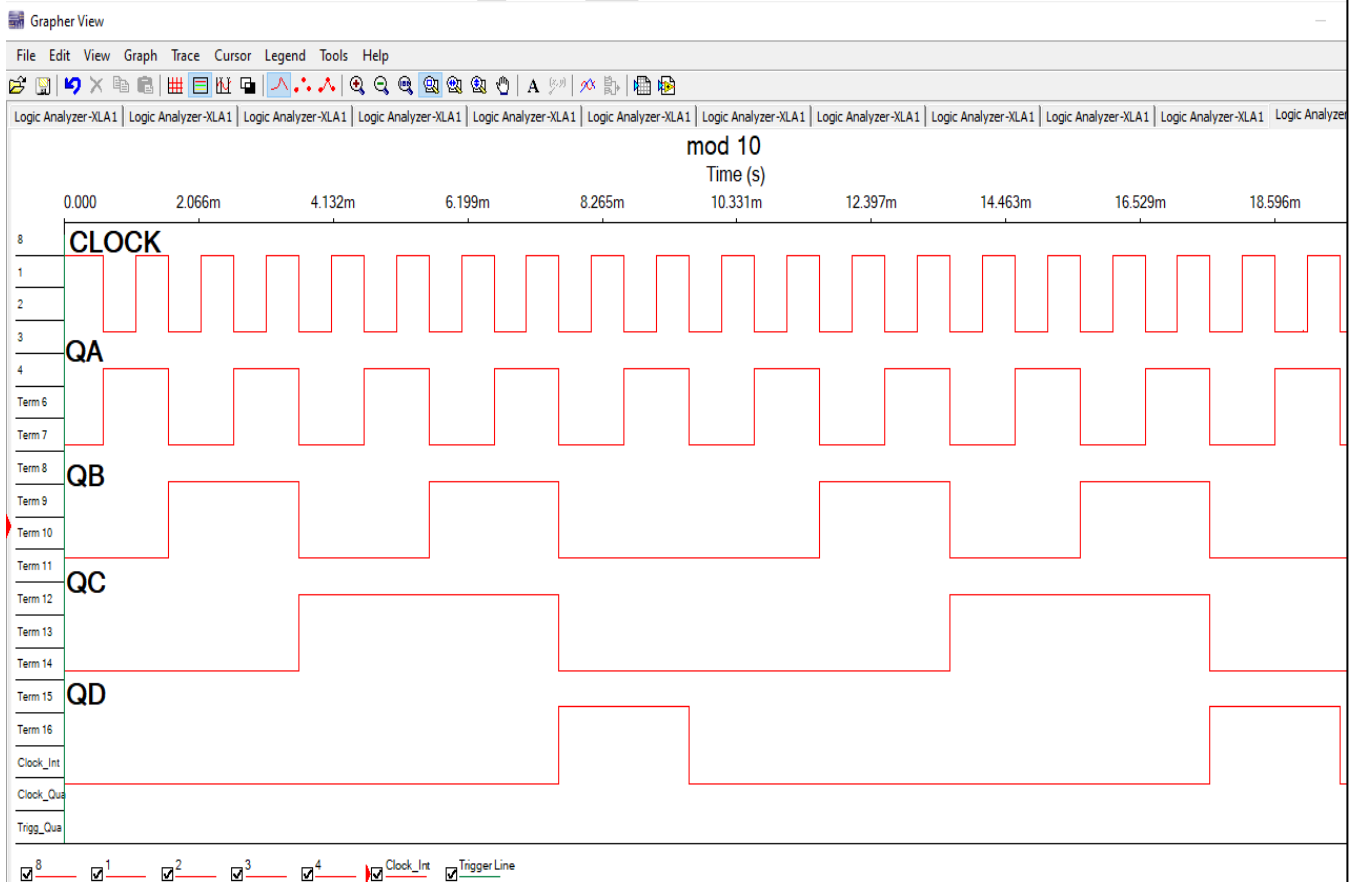 Grapher View
File Edit View Graph Trace Cursor Legend Tools Help
A
Logic Analyzer-XLA1 Logic Analyzer-XLA1 Logic Analyzer-XLA1 Logic Analyzer-XLA1 Logic Analyzer-XLA1 Logic Analyzer-XLA1 Logic Analyzer-XLA1 Logic Analyzer-XLA1 Logic Analyzer-XLA1 Logic Analyzer-XLA1 Logic Analyzer-XLA1 Logic Analyzer
mod 10
Time (s)
0.000 2.066m 4.132m 6.199m 8.265m 10.331m 12.397m 14.463m 16.529m 18.596m
8
CLOCK
1
2
3
QA
4
Term 6
Term 7
Term 8
QB
Term 9
Term 10
Term 11
QC
Term 12
Term 13
Term 14
Term 15
QD
Term 16
Clock_Int
Clock_Qua
Trigg_Qua
8 1 2 3 4 Clock_Int Trigger Line